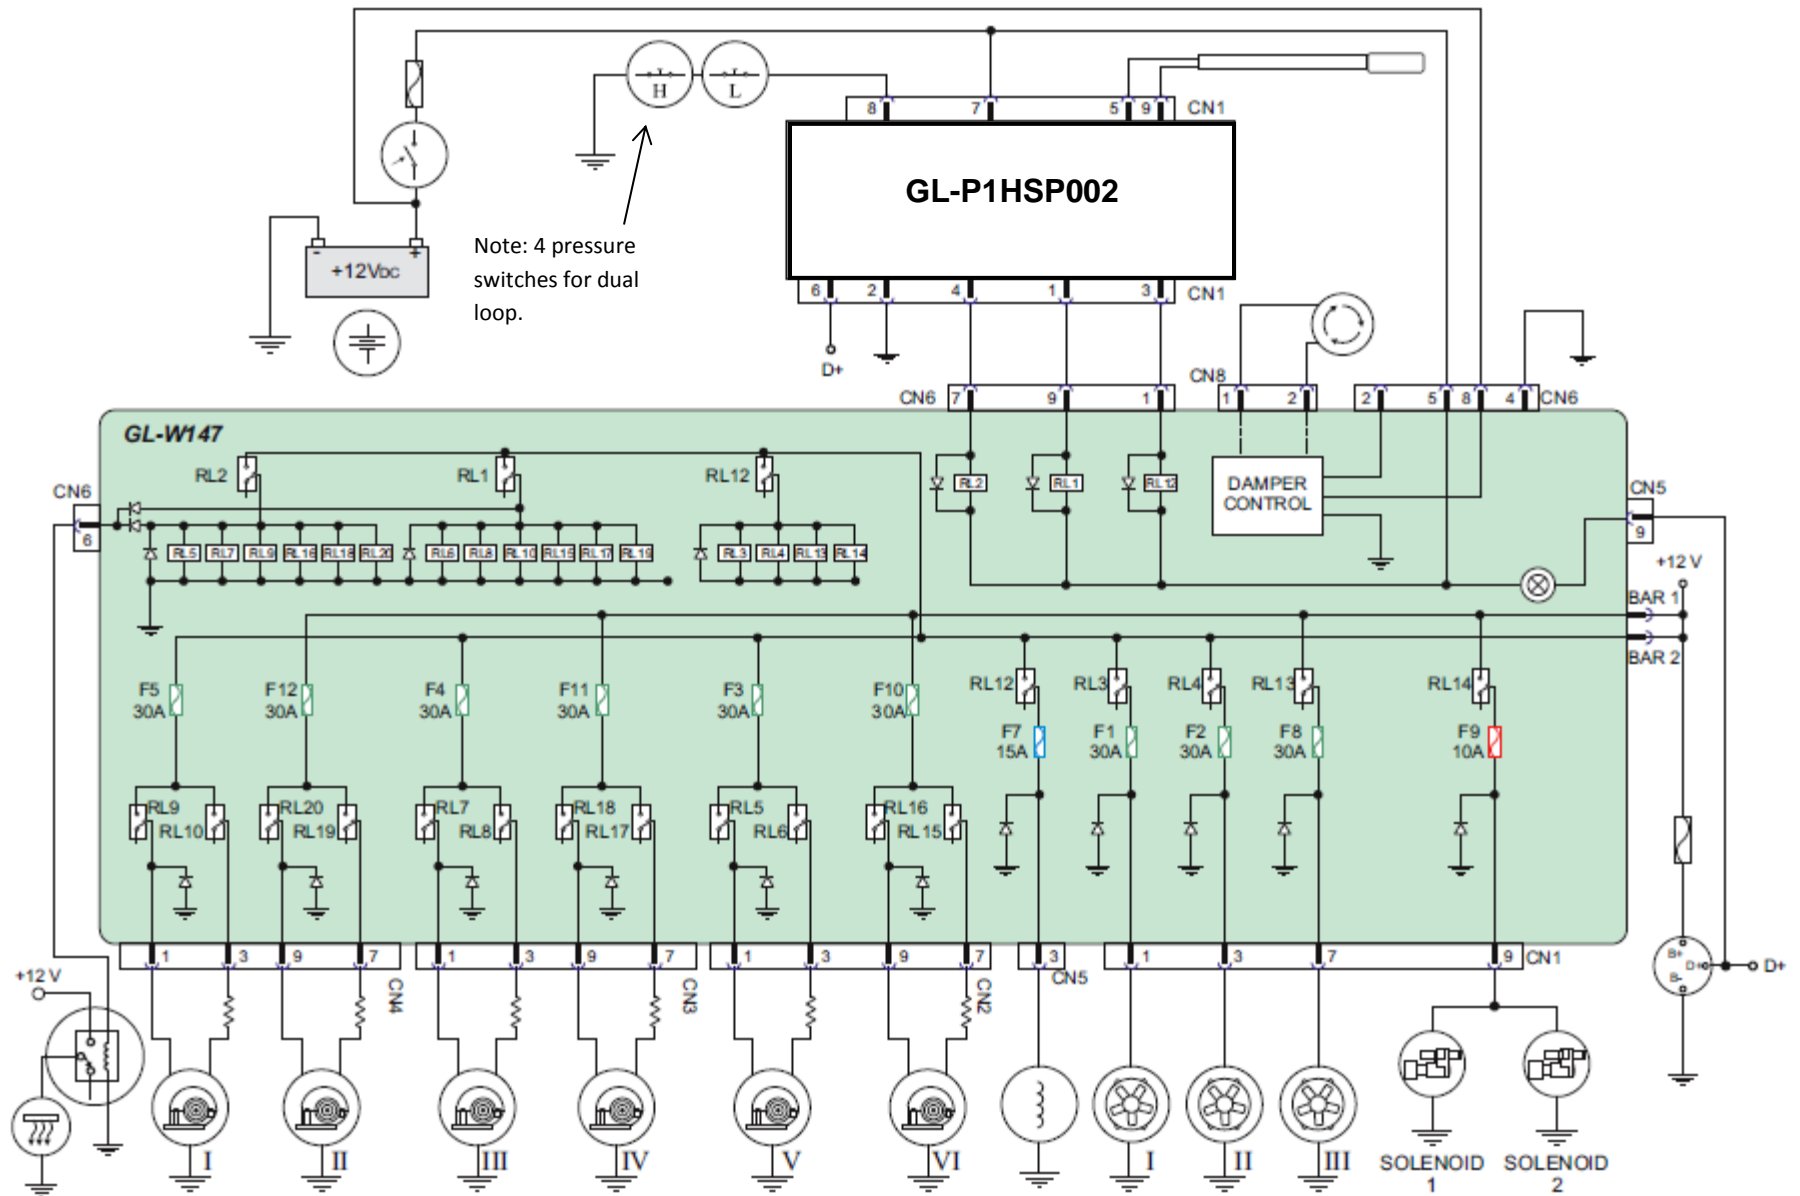 H
L
8
7
5
9
CN1
GL-P1HSP002
Note: 4 pressure
switches for dual
loop.
-
+
+12VDC
6
2
4
1
3
CN1
D+
CN6
7
9
1
CN8
1
2
2
5
8
4
CN6
GL-W147
RL2
RL1
RL12
RL2
RL1
RL12
DAMPER
CONTROL
CN6
6
CN5
9
RL5
RL7
RL9
RL16
RL18
RL20
RL6
RL8
RL10
RL15
RL17
RL19
RL3
RL4
RL13
RL14
+12 V
BAR 1
BAR 2
F5
30A
F12
30A
F4
30A
F11
30A
F3
30A
F10
30A
RL12
RL3
RL4
RL13
RL14
F7
15A
F1
30A
F2
30A
F8
30A
F9
10A
RL9
RL10
RL20
RL19
RL7
RL8
RL18
RL17
RL5
RL6
RL16
RL15
1
3
9
7
CN4
1
3
9
7
CN3
1
3
9
7
CN2
3
CN5
1
3
7
9
CN1
B+
D+
B-
D+
+12 V
I
II
III
IV
V
VI
I
II
III
SOLENOID
1
SOLENOID
2